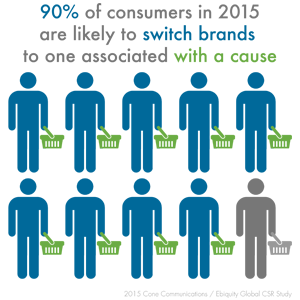 90% of consumers in 2015
are likely to switch brands
to one associated with a cause
2015 Cone Communications / Ebiquity Global CSR Study